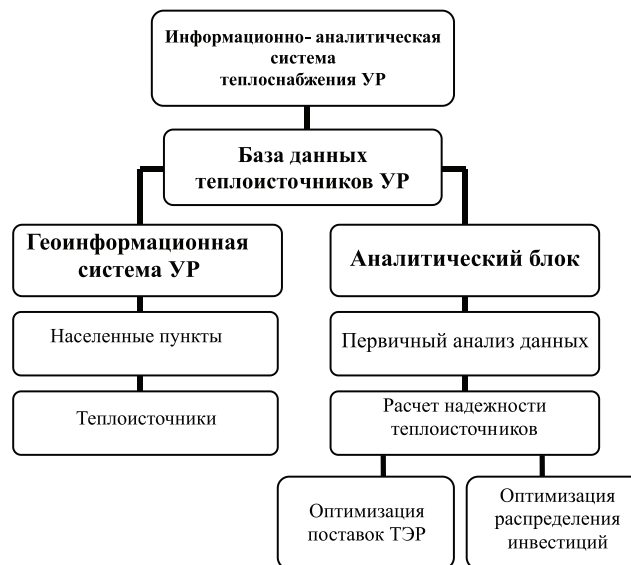 Информационно- аналитическая
система
теплоснабжения УР
База данных
теплоисточников УР
Геоинформационная
система УР
Аналитический блок
Населенные пункты
Первичный анализ данных
Теплоисточники
Расчет надежности
теплоисточников
Оптимизация
поставок ТЭР
Оптимизация
распределения
инвестиций